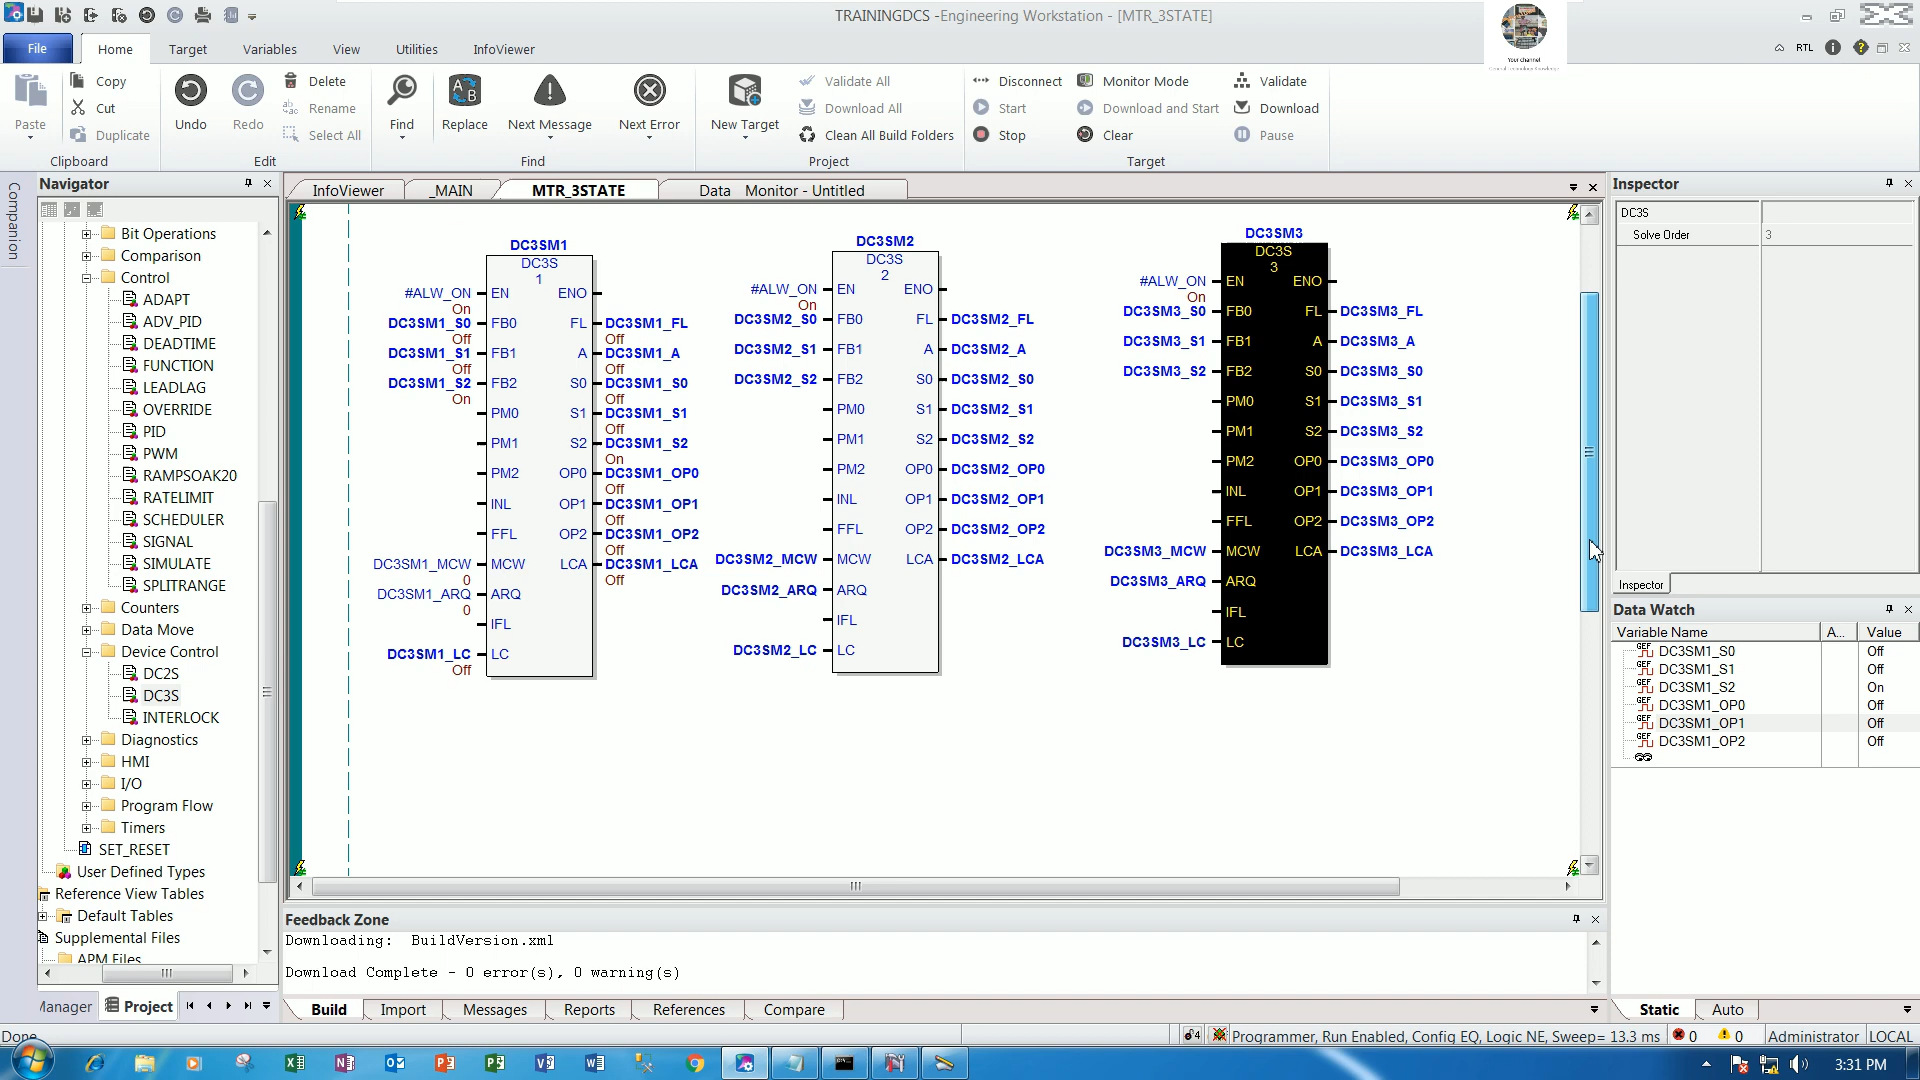 TRAININGDCS -Engineering Workstation - [MTR_3STATE]
File
Home
Target
Variables
View
Utilities
InfoViewer
RTL
Your channel
Paste
Copy
Cut
Duplicate
Clipboard
Undo
Redo
Delete
Rename
Select All
Edit
Find
Replace
Next Message
Next Error
Find
New Target
Validate All
Download All
Clean All Build Folders
Project
Disconnect
Start
Stop
Monitor Mode
Download and Start
Clear
Validate
Download
Pause
Target
Companion
Navigator
Bit Operations
Comparison
Control
ADAPT
ADV_PID
DEADTIME
FUNCTION
LEADLAG
OVERRIDE
PID
PWM
RAMPSOAK20
RATELIMIT
SCHEDULER
SIGNAL
SIMULATE
SPLITRANGE
Counters
Data Move
Device Control
DC2S
DC3S
INTERLOCK
Diagnostics
HMI
I/O
Program Flow
Timers
SET_RESET
User Defined Types
Reference View Tables
Default Tables
Supplemental Files
APM Files
Manager
Project
InfoViewer
_MAIN
MTR_3STATE
Data Monitor - Untitled
DC3SM1
DC3S
1
#ALW_ON EN ENO
On
DC3SM1_S0 FB0 FL DC3SM1_FL
Off Off
DC3SM1_S1 FB1 A DC3SM1_A
Off Off
DC3SM1_S2 FB2 S0 DC3SM1_S0
On Off
PM0 S1 DC3SM1_S1
Off
PM1 S2 DC3SM1_S2
On
PM2 OP0 DC3SM1_OP0
Off
INL OP1 DC3SM1_OP1
Off
FFL OP2 DC3SM1_OP2
Off
DC3SM1_MCW MCW LCA DC3SM1_LCA
0 Off
DC3SM1_ARQ ARQ
0
IFL
DC3SM1_LC LC
Off
DC3SM2
DC3S
2
#ALW_ON EN ENO
On
DC3SM2_S0 FB0 FL DC3SM2_FL
DC3SM2_S1 FB1 A DC3SM2_A
DC3SM2_S2 FB2 S0 DC3SM2_S0
PM0 S1 DC3SM2_S1
PM1 S2 DC3SM2_S2
PM2 OP0 DC3SM2_OP0
INL OP1 DC3SM2_OP1
FFL OP2 DC3SM2_OP2
DC3SM2_MCW MCW LCA DC3SM2_LCA
DC3SM2_ARQ ARQ
IFL
DC3SM2_LC LC
DC3SM3
DC3S
3
#ALW_ON EN ENO
On
DC3SM3_S0 FB0 FL DC3SM3_FL
DC3SM3_S1 FB1 A DC3SM3_A
DC3SM3_S2 FB2 S0 DC3SM3_S0
PM0 S1 DC3SM3_S1
PM1 S2 DC3SM3_S2
PM2 OP0 DC3SM3_OP0
INL OP1 DC3SM3_OP1
FFL OP2 DC3SM3_OP2
DC3SM3_MCW MCW LCA DC3SM3_LCA
DC3SM3_ARQ ARQ
IFL
DC3SM3_LC LC
Feedback Zone
Downloading: BuildVersion.xml
Download Complete - 0 error(s), 0 warning(s)
Build
Import
Messages
Reports
References
Compare
Inspector
DC3S
Solve Order 3
Inspector
Data Watch
Variable Name A... Value
DC3SM1_S0 Off
DC3SM1_S1 Off
DC3SM1_S2 On
DC3SM1_OP0 Off
DC3SM1_OP1 Off
DC3SM1_OP2 Off
Static
Auto
Done
Programmer, Run Enabled, Config EQ, Logic NE, Sweep= 13.3 ms
0
0
Administrator
LOCAL
3:31 PM